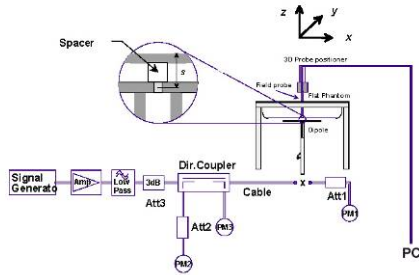 z
y
x
Spacer
s
3D Probe positioner
Field probe
Flat Phantom
Dipole
Signal
Generato
Amp
Low
Pass
3dB
Att3
Dir.Coupler
Cable
x
Att1
PM1
Att2
PM3
PM2
PC